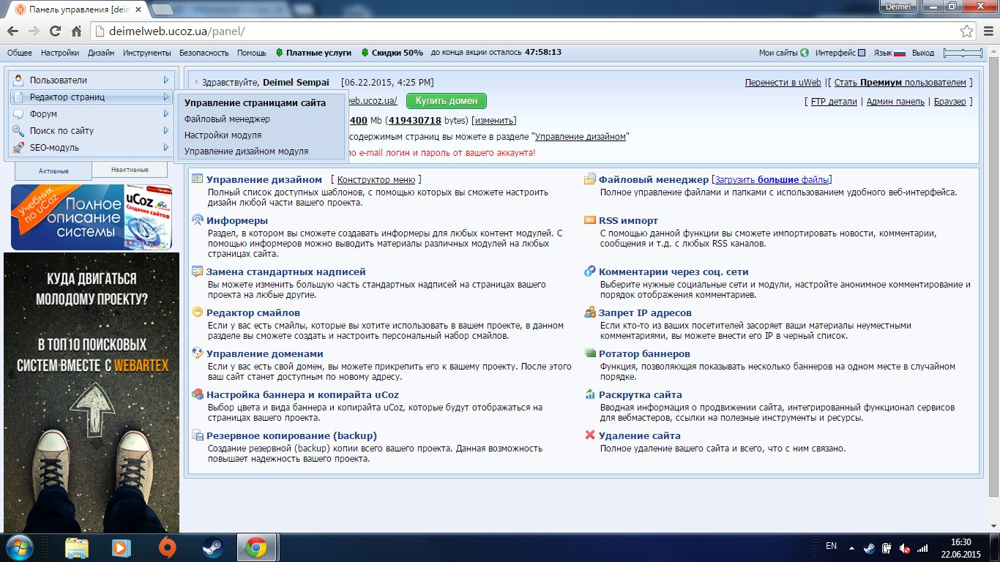 Панель управления [dein
Deimel
deimelweb.ucoz.ua/panel/
Общее Настройки Дизайн Инструменты Безопасность Помощь Платные услуги Скидки 50% до конца акции осталось 47:58:13 Мои сайты Интерфейс Язык Выход
Пользователи
Редактор страниц
Форум
Поиск по сайту
SEO-модуль
Активные Неактивные
Управление страницами сайта
Файловый менеджер
Настройки модуля
Управление дизайном модуля
Здравствуйте, Deimel Sempai [06.22.2015, 4:25 PM] Перенести в uWeb |[ Стать Премиум пользователем ]
web.ucoz.ua/ Купить домен [ FTP детали | Админ панель | Браузер ]
400 Mb (419430718 bytes) [изменить]
содержимым страниц вы можете в разделе "Управление дизайном"
по e-mail логин и пароль от вашего аккаунта!
Учебник по uCoz
Полное
описание
системы
uCoz
Создание сайтов
КУДА ДВИГАТЬСЯ
МОЛОДОМУ ПРОЕКТУ?
В ТОП10 ПОИСКОВЫХ
СИСТЕМ ВМЕСТЕ С WEBARTEX
Управление дизайном [ Конструктор меню ]
Полный список доступных шаблонов, с помощью которых вы сможете настроить
дизайн любой части вашего проекта.
Файловый менеджер [Загрузить большие файлы]
Полное управление файлами и папками с использованием удобного веб-интерфейса.
Информеры
Раздел, в котором вы сможете создавать информеры для любых контент модулей. С
помощью информеров можно выводить материалы различных модулей на любых
страницах сайта.
RSS импорт
С помощью данной функции вы сможете импортировать новости, комментарии,
сообщения и т.д. с любых RSS каналов.
Замена стандартных надписей
Вы можете изменить большую часть стандартных надписей на страницах вашего
проекта на любые другие.
Комментарии через соц. сети
Выберите нужные социальные сети и модули, настройте анонимное комментирование и
порядок отображения комментариев.
Редактор смайлов
Если у вас есть смайлы, которые вы хотите использовать в вашем проекте, в данном
разделе вы сможете создать и настроить персональный набор смайлов.
Запрет IP адресов
Если кто-то из ваших посетителей засоряет ваши материалы неуместными
комментариями, вы можете внести его IP в черный список.
Управление доменами
Если у вас есть свой домен, вы можете прикрепить его к вашему проекту. После этого
ваш сайт станет доступным по новому адресу.
Ротатор баннеров
Функция, позволяющая показывать несколько баннеров на одном месте в случайном
порядке.
Настройка баннера и копирайта uCoz
Выбор цвета и вида баннера и копирайта uCoz, которые будут отображаться на
страницах вашего проекта.
Раскрутка сайта
Вводная информация о продвижении сайта, интегрированный функционал сервисов
для вебмастеров, ссылки на полезные инструменты и ресурсы.
Резервное копирование (backup)
Создание резервной (backup) копии всего вашего проекта. Данная возможность
повышает надежность вашего проекта.
Удаление сайта
Полное удаление вашего сайта и всего, что с ним связано.
EN
16:30
22.06.2015